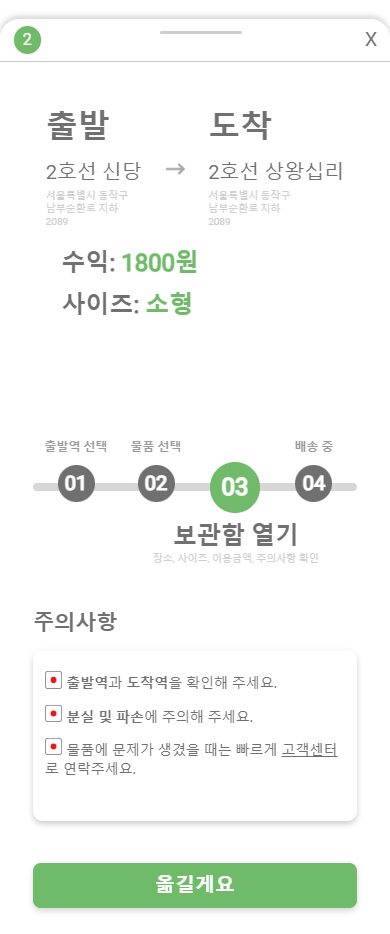 2
X
출발
도착
2호선 신당 → 2호선 상왕십리
서울특별시 동작구
남부순환로 지하
2089
서울특별시 동작구
남부순환로 지하
2089
수익: 1800원
사이즈: 소형
출발역 선택
물품 선택
배송 중
01
02
03
04
보관함 열기
장소, 사이즈, 이용금액, 주의사항 확인
주의사항
출발역과 도착역을 확인해 주세요.
분실 및 파손에 주의해 주세요.
물품에 문제가 생겼을 때는 빠르게 고객센터
로 연락주세요.
옮길게요